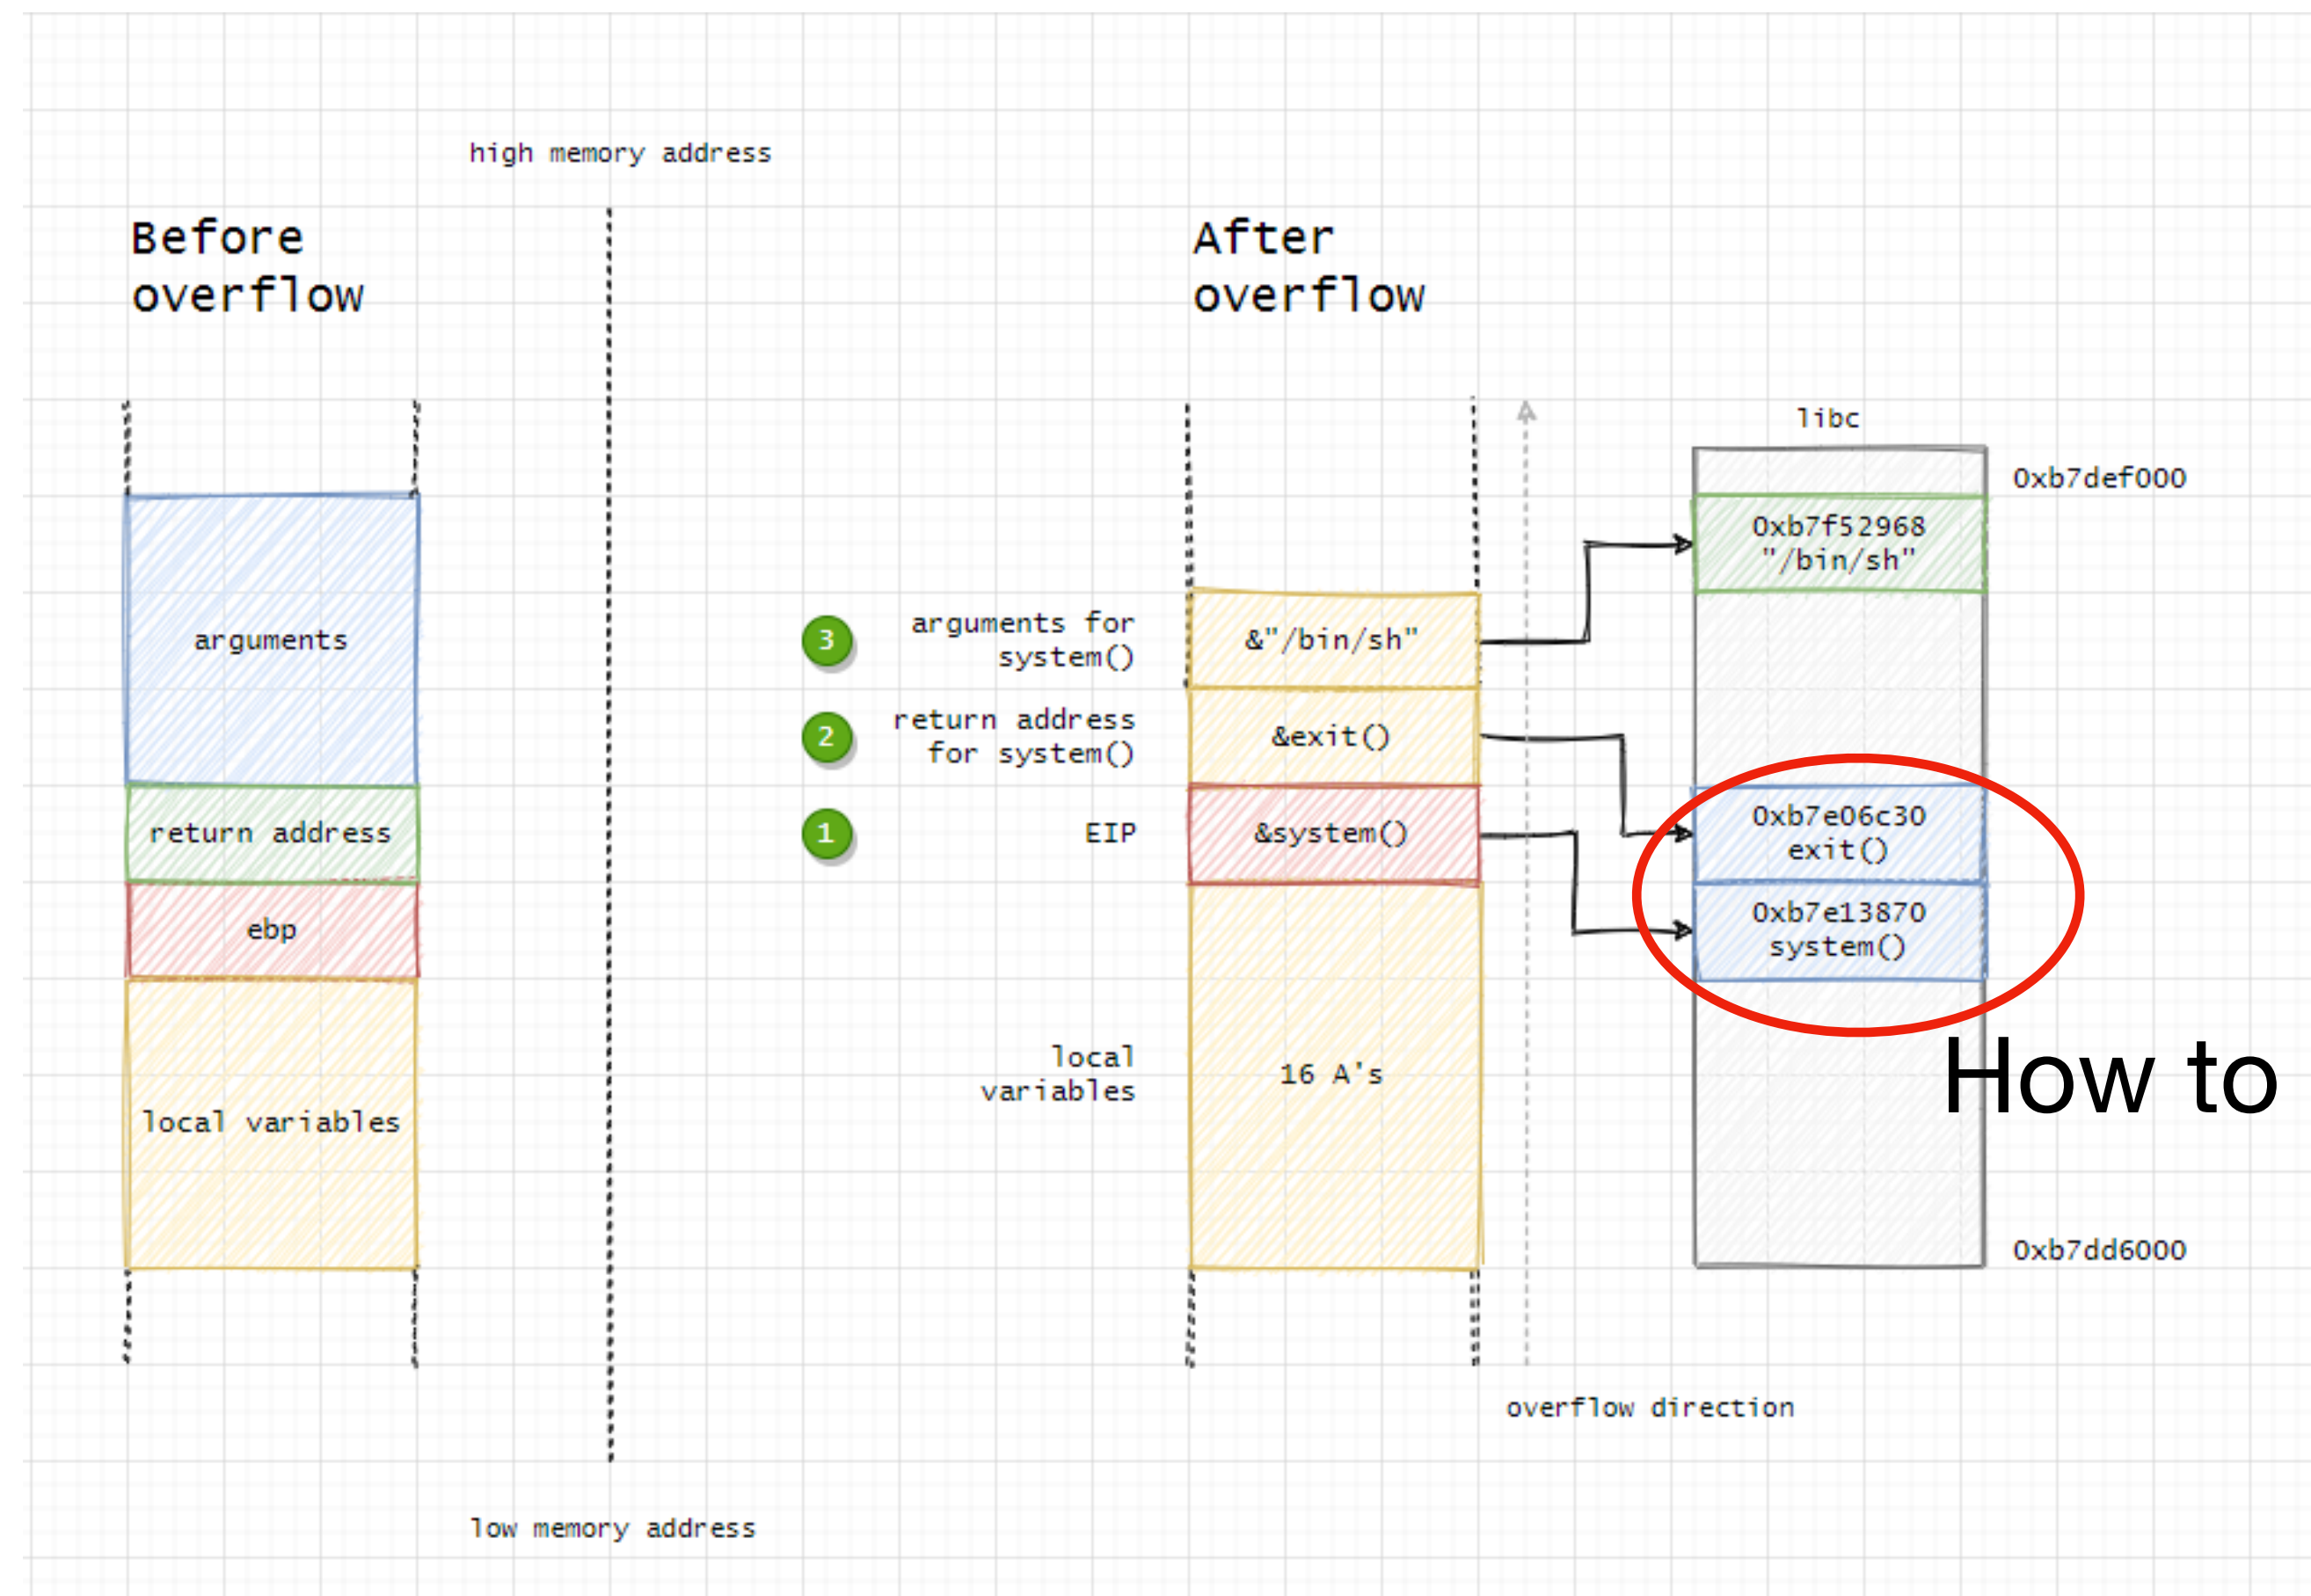 high memory address
Before
overflow
After
overflow
libc
0xb7def000
0xb7f52968
"/bin/sh"
arguments
3
arguments for
system()
&"/bin/sh"
2
return address
for system()
&exit()
return address
1
EIP
&system()
0xb7e06c30
exit()
ebp
0xb7e13870
system()
local variables
local
variables
16 A's
How to
0xb7dd6000
overflow direction
low memory address